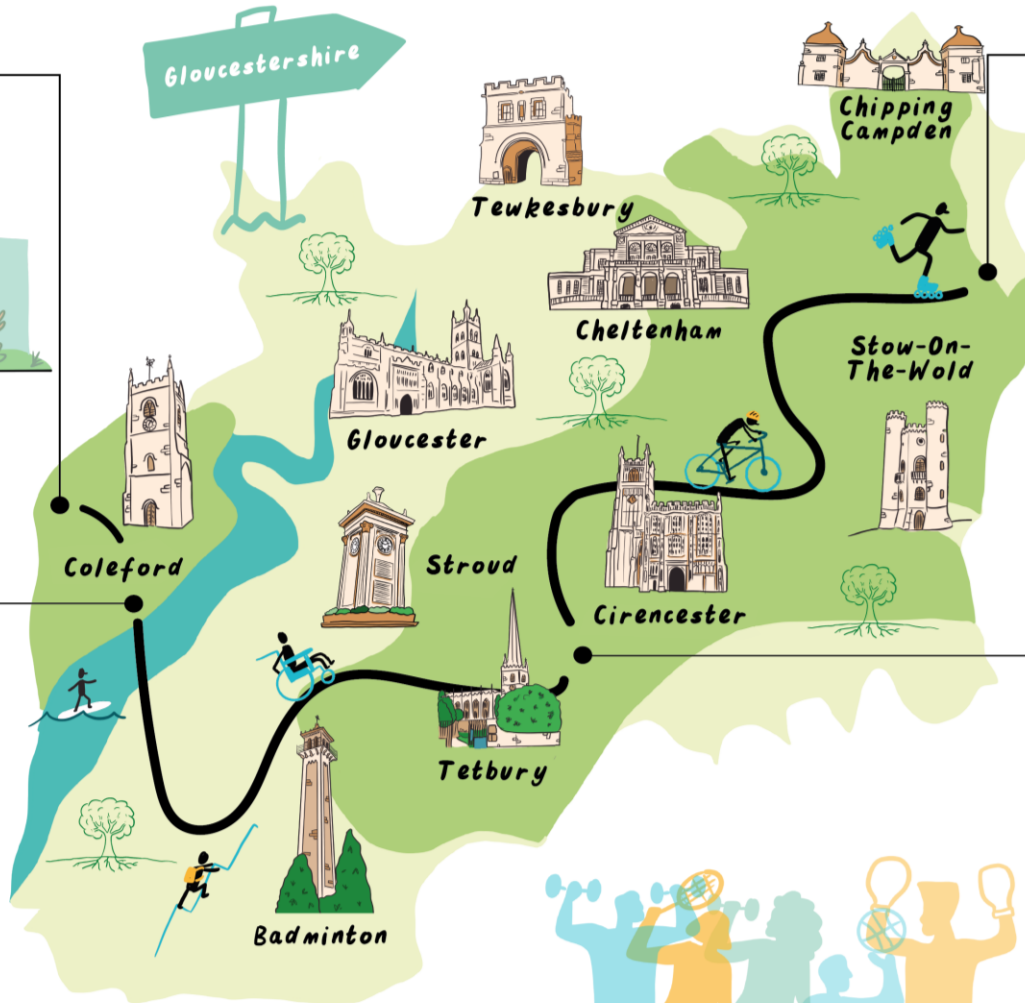 Gloucestershire
Chipping
Campden
Tewkesbury
Cheltenham
Stow-On-
The-Wold
Gloucester
Coleford
Stroud
Cirencester
Tetbury
Badminton